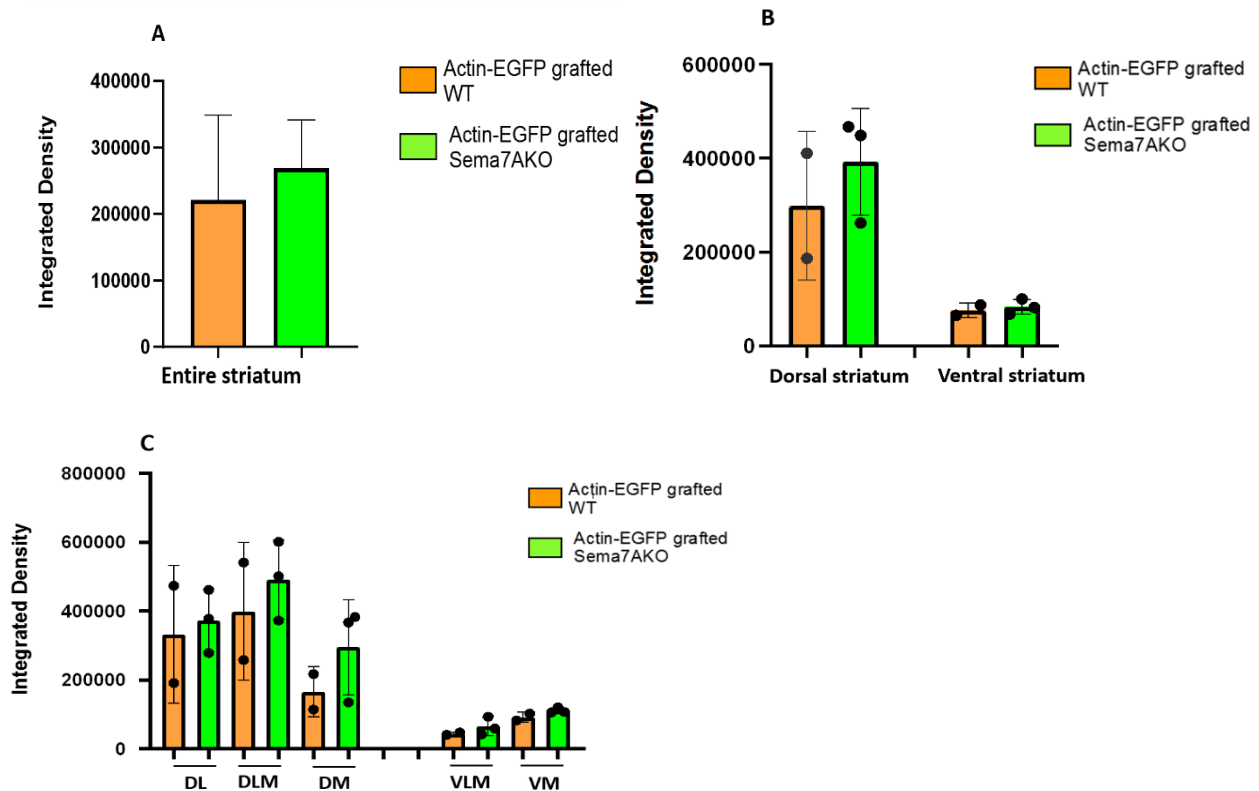 A
Actin-EGFP grafted
WT
Actin-EGFP grafted
Sema7AKO
400000
300000
200000
100000
0
Integrated Density
Entire striatum
B
Actin-EGFP grafted
WT
Actin-EGFP grafted
Sema7AKO
600000
400000
200000
0
Integrated Density
Dorsal striatum
Ventral striatum
C
Actin-EGFP grafted
WT
Actin-EGFP grafted
Sema7AKO
800000
600000
400000
200000
0
Integrated Density
DL
DLM
DM
VLM
VM